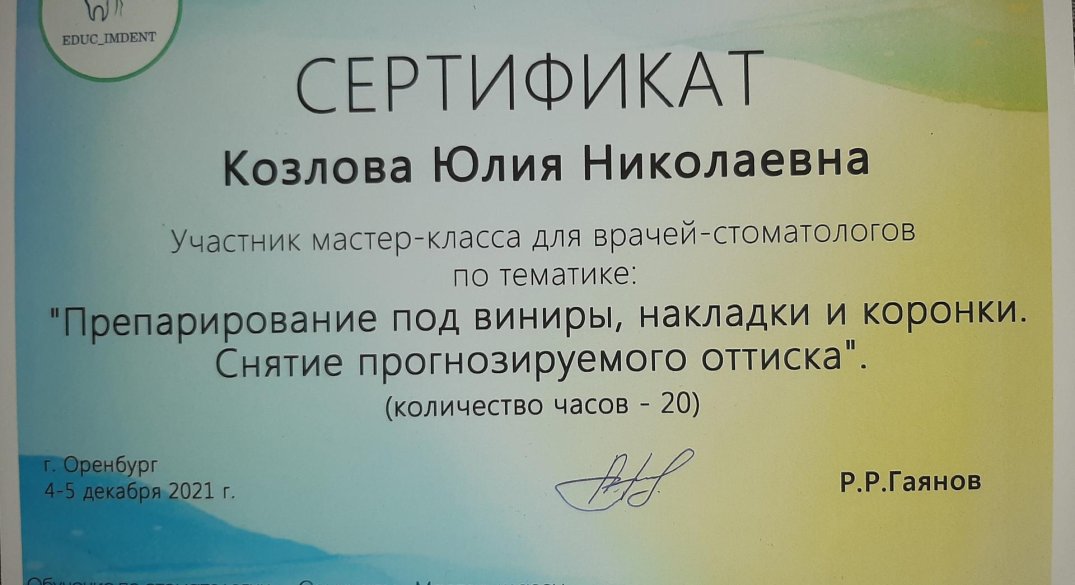 EDUC_IMDENT
СЕРТИФИКАТ
Козлова Юлия Николаевна
Участник мастер-класса для врачей-стоматологов
по тематике:
"Препарирование под виниры, накладки и коронки.
Снятие прогнозируемого оттиска".
(количество часов - 20)
г. Оренбург
4-5 декабря 2021 г.
Р.Р.Гаянов